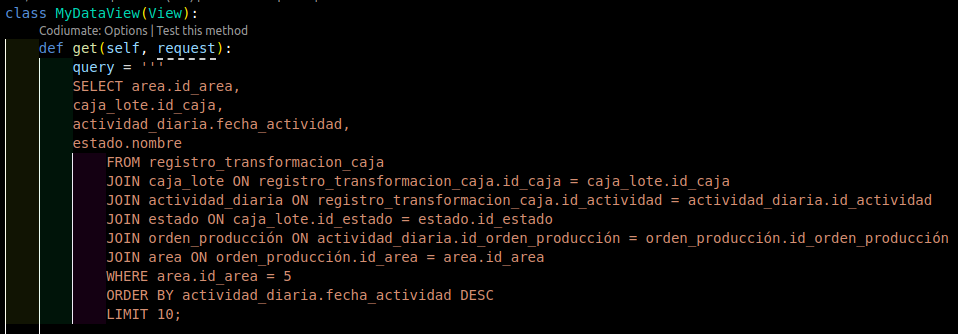 class MyDataView(View):
Codiumate: Options | Test this method
def get(self, request):
query = '''
SELECT area.id_area,
caja_lote.id_caja,
actividad_diaria.fecha_actividad,
estado.nombre
FROM registro_transformacion_caja
JOIN caja_lote ON registro_transformacion_caja.id_caja = caja_lote.id_caja
JOIN actividad_diaria ON registro_transformacion_caja.id_actividad = actividad_diaria.id_actividad
JOIN estado ON caja_lote.id_estado = estado.id_estado
JOIN orden_producción ON actividad_diaria.id_orden_producción = orden_producción.id_orden_producción
JOIN area ON orden_producción.id_area = area.id_area
WHERE area.id_area = 5
ORDER BY actividad_diaria.fecha_actividad DESC
LIMIT 10;